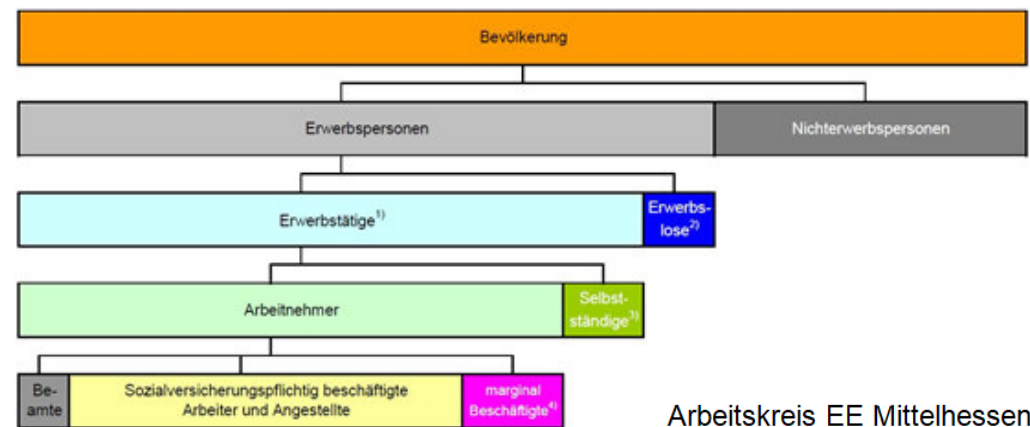 Bevölkerung
Erwerbspersonen
Nichterwerbspersonen
Erwerbstätige1)
Erwerbs-
lose2)
Arbeitnehmer
Selbst-
ständige3)
Be-
amte
Sozialversicherungspflichtig beschäftigte
Arbeiter und Angestellte
marginal
Beschäftigte4)
Arbeitskreis EE Mittelhessen